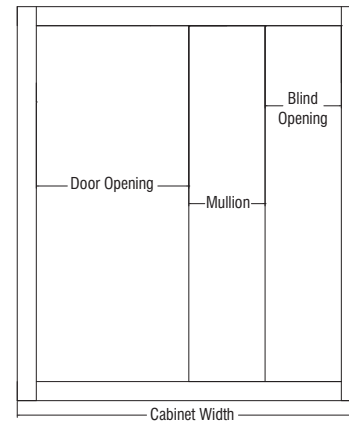 Blind
Opening
Door Opening
Mullion
Cabinet Width